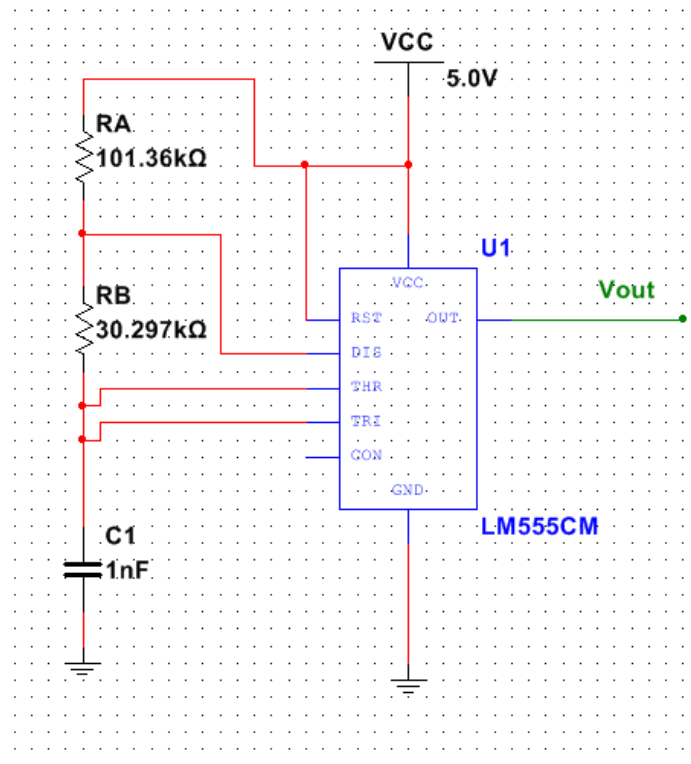 VCC
5.0V
RA
101.36kΩ
U1
VCC
RB
30.297kΩ
Vout
RST
OUT
DIS
THR
TRI
CON
GND
LM555CM
C1
1nF